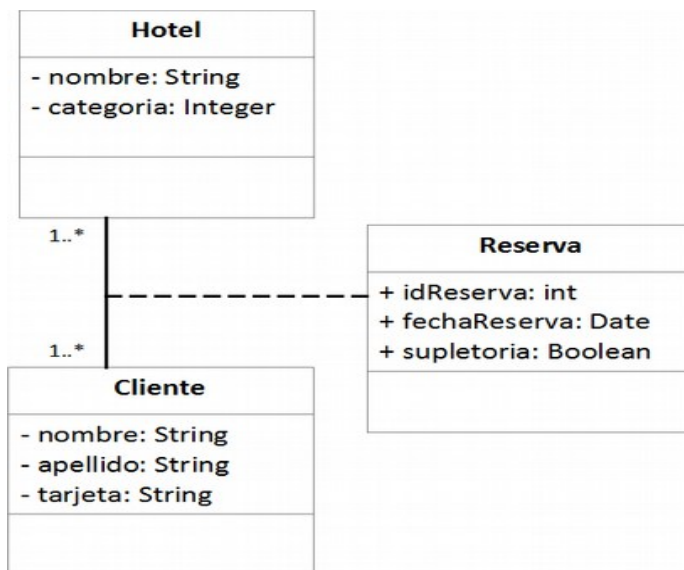 Hotel
- nombre: String
- categoria: Integer
1..*
Reserva
+ idReserva: int
+ fechaReserva: Date
+ supletoria: Boolean
1..*
Cliente
- nombre: String
- apellido: String
- tarjeta: String